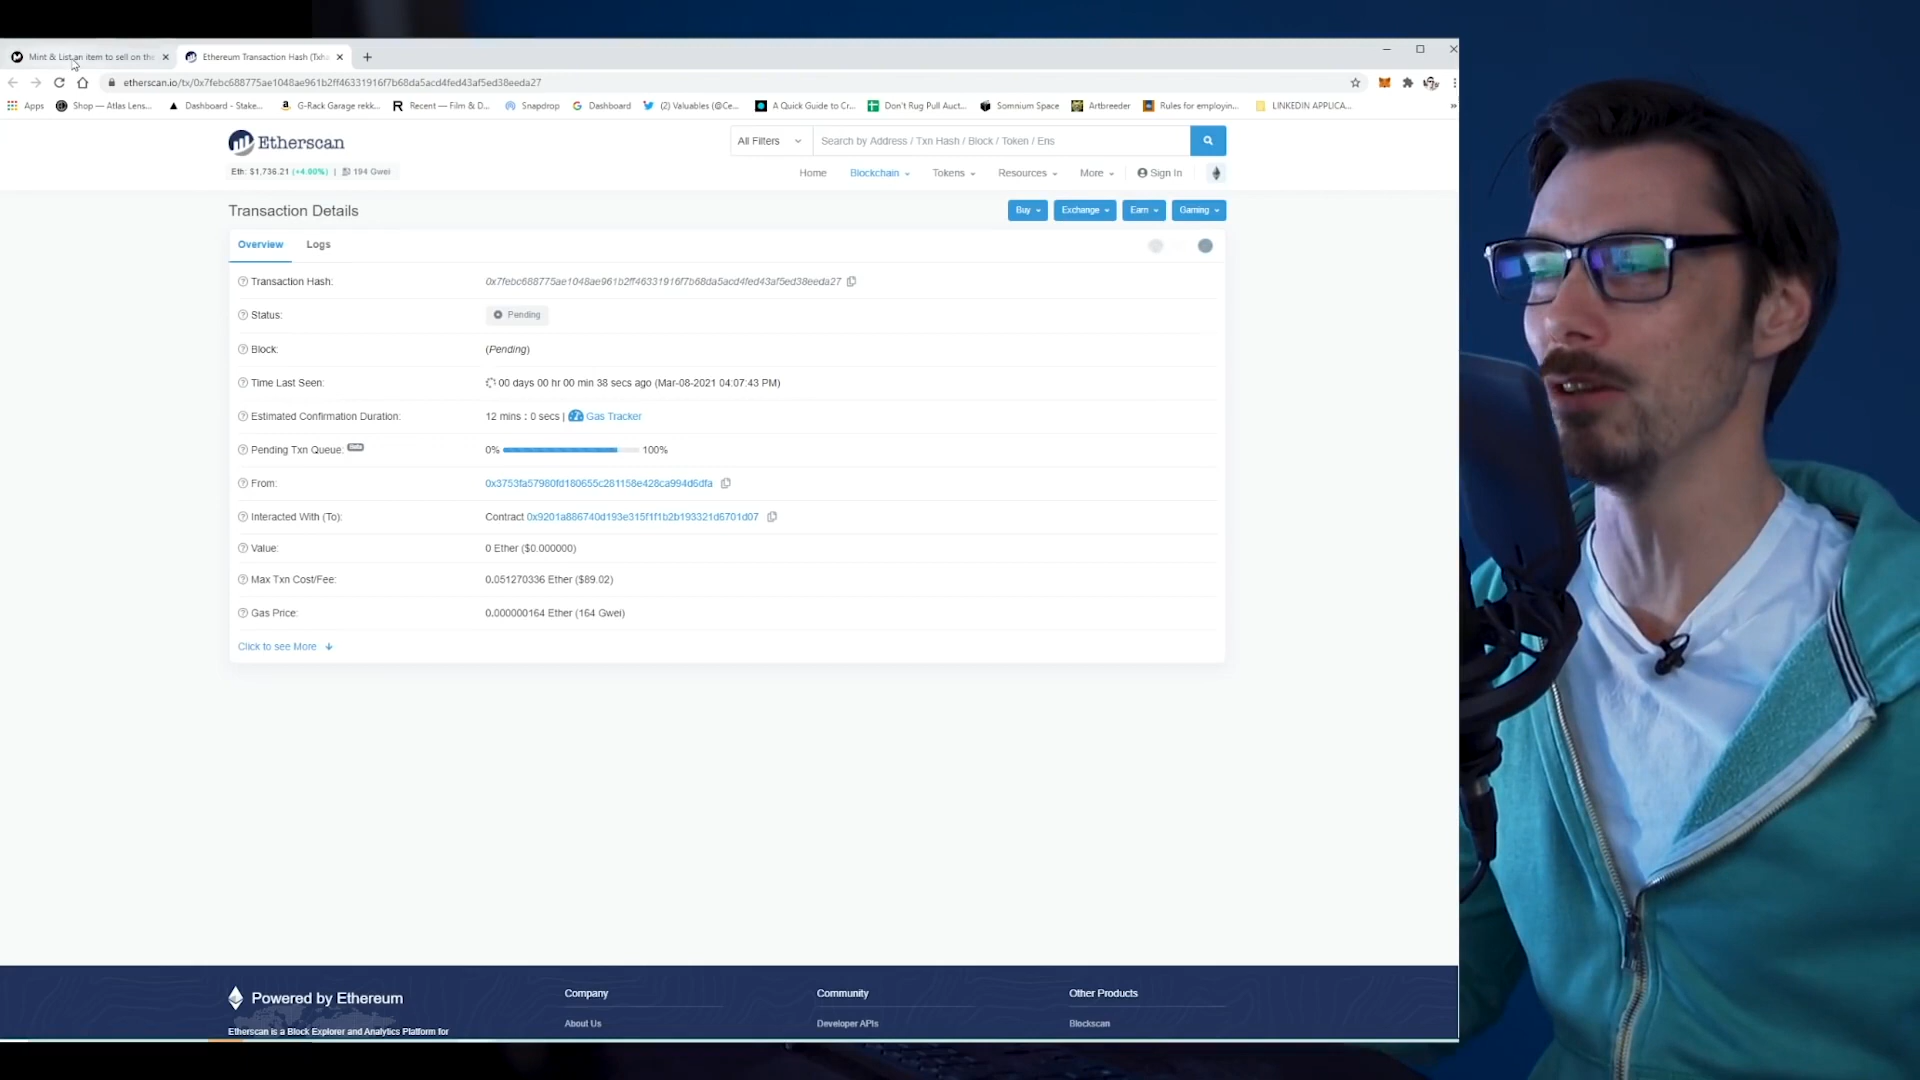 Mint & List an item to sell on the
Ethereum Transaction Hash (Txha
etherscan.io/tx/0x7febc688775ae1048ae961b2ff46331916f7b68da5acd4fed43af5ed38eeda27
Apps
Shop — Atlas Lens...
Dashboard - Stake...
G-Rack Garage rekk...
Recent — Film & D...
Snapdrop
Dashboard
(2) Valuables (@Ce...
A Quick Guide to Cr...
Don't Rug Pull Auct...
Somnium Space
Artbreeder
Rules for employin...
LINKEDIN APPLICA...
Etherscan
All Filters
Search by Address / Txn Hash / Block / Token / Ens
Eth: $1,736.21 (+4.00%) | 194 Gwei
Home
Blockchain
Tokens
Resources
More
Sign In
Transaction Details
Buy
Exchange
Earn
Gaming
Overview
Logs
Transaction Hash: 0x7febc688775ae1048ae961b2ff46331916f7b68da5acd4fed43af5ed38eeda27
Status: Pending
Block: (Pending)
Time Last Seen: 00 days 00 hr 00 min 38 secs ago (Mar-08-2021 04:07:43 PM)
Estimated Confirmation Duration: 12 mins : 0 secs | Gas Tracker
Pending Txn Queue: Beta 0% 100%
From: 0x3753fa57980fd180655c281158e428ca994d6dfa
Interacted With (To): Contract 0x9201a886740d193e315f1f1b2b193321d6701d07
Value: 0 Ether ($0.000000)
Max Txn Cost/Fee: 0.051270336 Ether ($89.02)
Gas Price: 0.000000164 Ether (164 Gwei)
Click to see More
Powered by Ethereum
Company
Community
Other Products
Etherscan is a Block Explorer and Analytics Platform for
About Us
Developer APIs
Blockscan